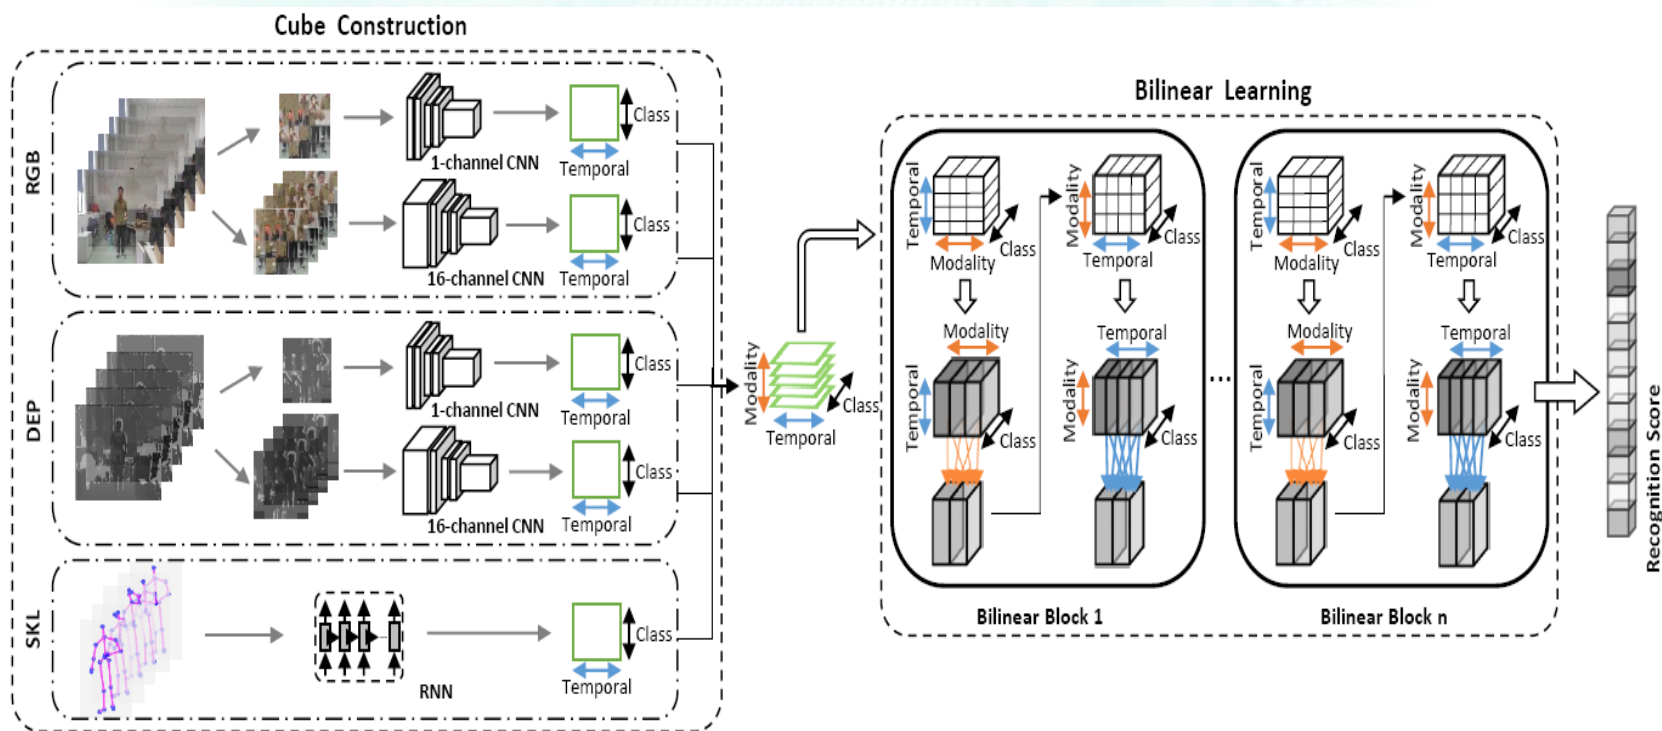 Cube Construction
RGB
1-channel CNN
Class
Temporal
16-channel CNN
Class
Temporal
DEP
1-channel CNN
Class
Temporal
16-channel CNN
Class
Temporal
SKL
RNN
Class
Temporal
Modality
Class
Temporal
Bilinear Learning
Temporal
Modality
Class
Modality
Temporal
Class
Modality
Temporal
Class
Temporal
Modality
Class
Bilinear Block 1
...
Temporal
Modality
Class
Modality
Temporal
Class
Modality
Temporal
Class
Temporal
Modality
Class
Bilinear Block n
Recognition Score